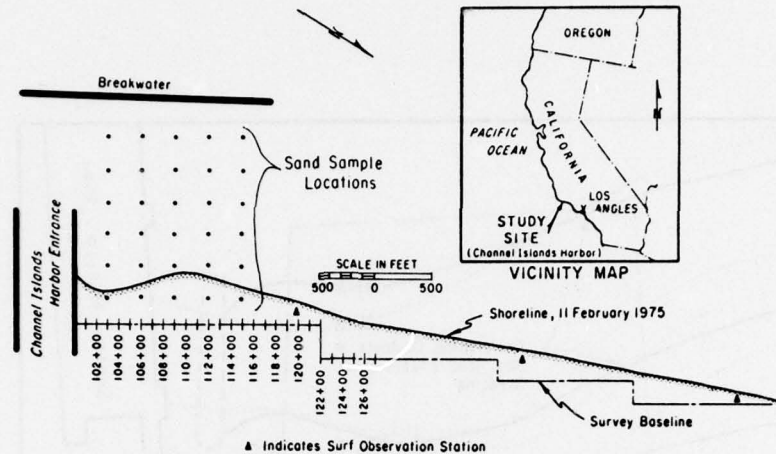 N
Breakwater
Sand Sample
Locations
Channel Islands
Harbor Entrance
SCALE IN FEET
500 0 500
Shoreline, 11 February 1975
102+00
104+00
106+00
108+00
110+00
112+00
114+00
116+00
118+00
120+00
122+00
124+00
126+00
Survey Baseline
▲ Indicates Surf Observation Station
OREGON
N
PACIFIC
OCEAN
CALIFORNIA
LOS
ANGLES
STUDY
SITE
(Channel Islands Harbor)
VICINITY MAP